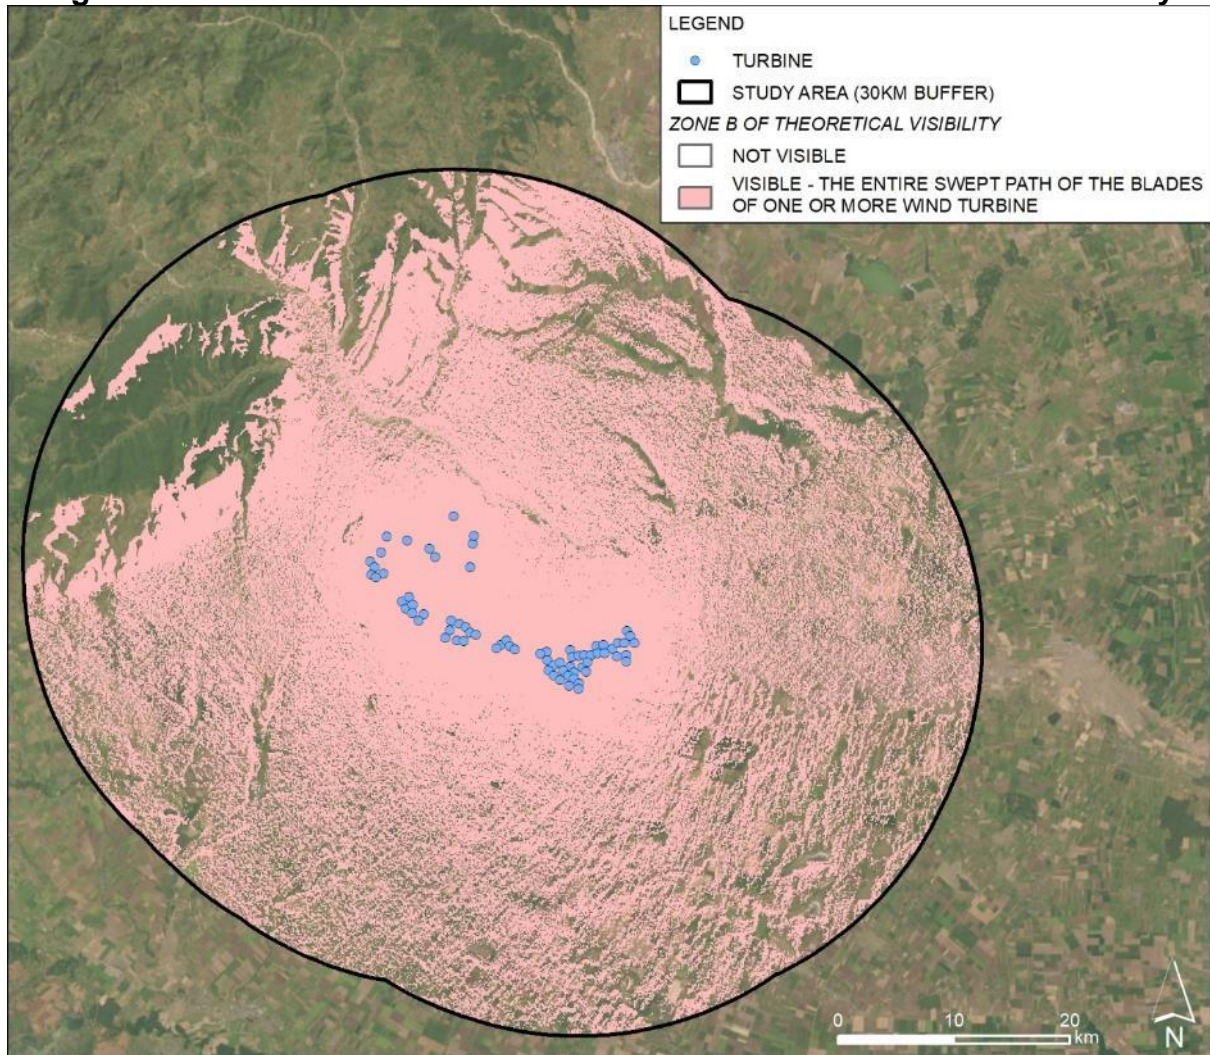 LEGEND
TURBINE
STUDY AREA (30KM BUFFER)
ZONE B OF THEORETICAL VISIBILITY
NOT VISIBLE
VISIBLE - THE ENTIRE SWEPT PATH OF THE BLADES
OF ONE OR MORE WIND TURBINE
0 10 20
km
N